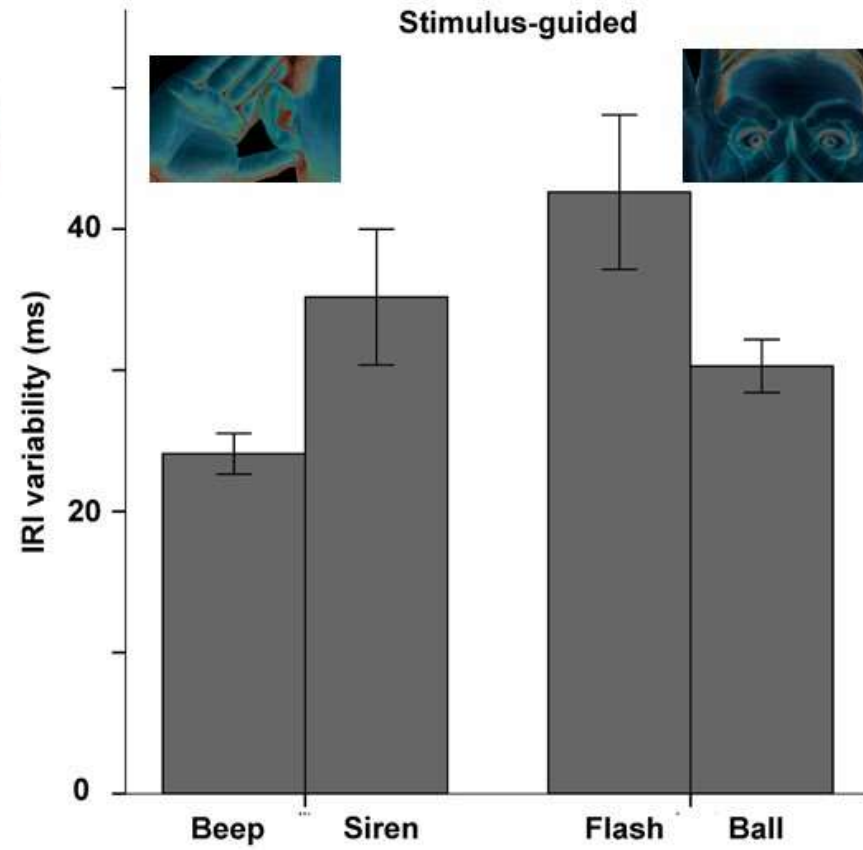 Stimulus-guided
IRI variability (ms)
40
20
0
Beep Siren Flash Ball